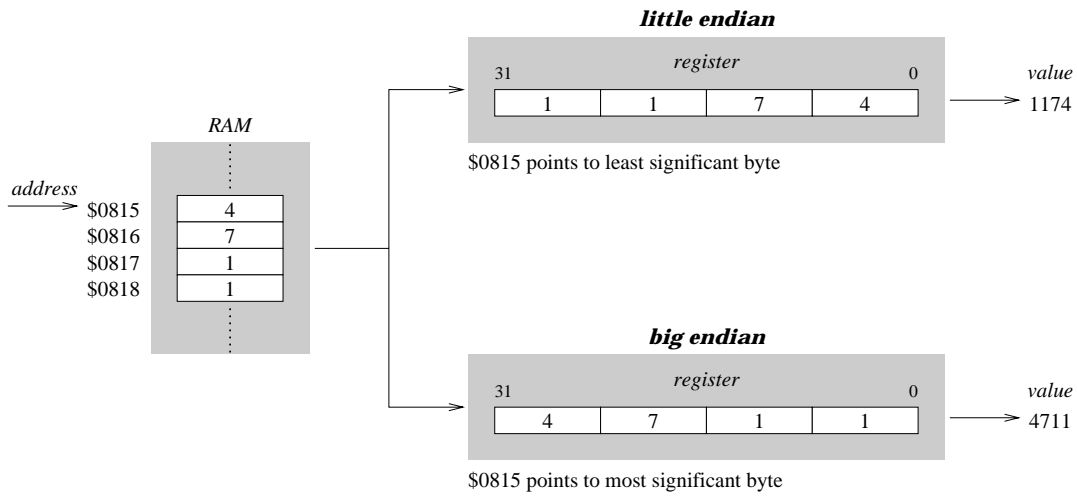 little endian
register
31 0
1 1 7 4
value
1174
$0815 points to least significant byte
RAM
address
$0815 4
$0816 7
$0817 1
$0818 1
big endian
register
31 0
4 7 1 1
value
4711
$0815 points to most significant byte